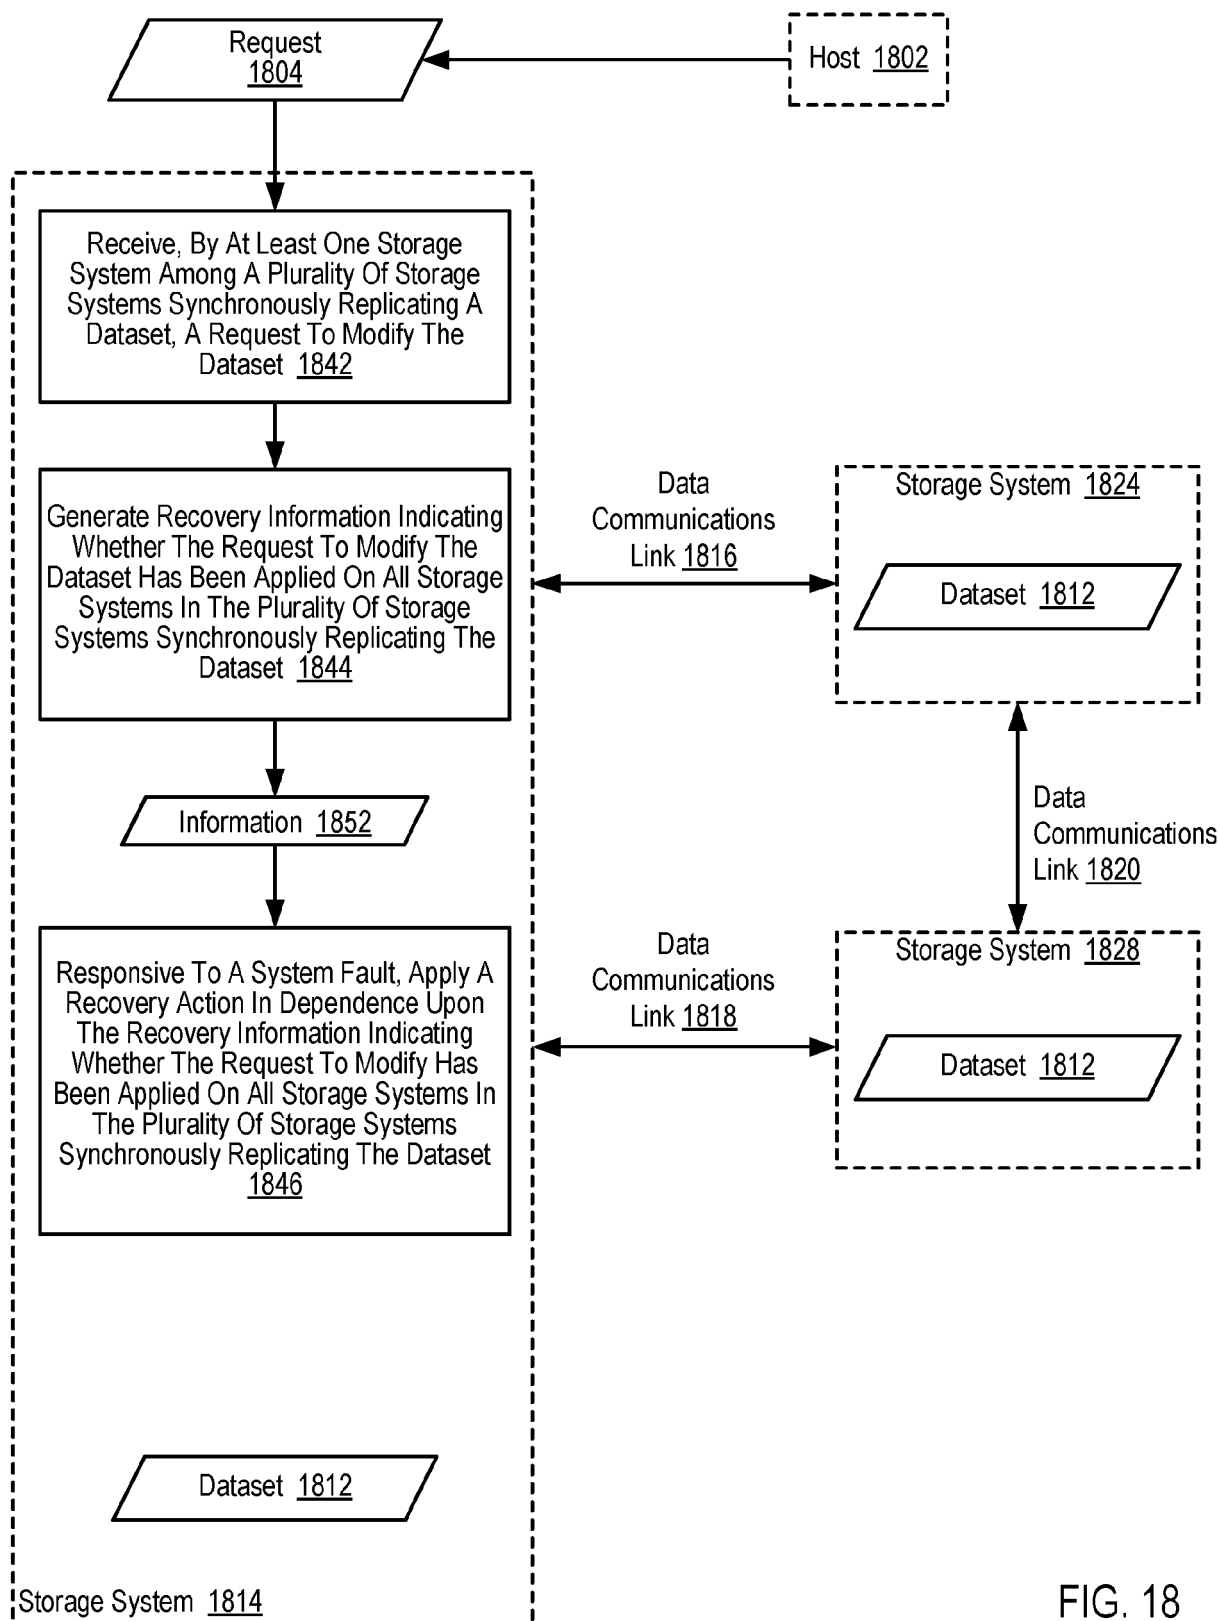 Request
1804
Host 1802
Receive, By At Least One Storage
System Among A Plurality Of Storage
Systems Synchronously Replicating A
Dataset, A Request To Modify The
Dataset 1842
Generate Recovery Information Indicating
Whether The Request To Modify The
Dataset Has Been Applied On All Storage
Systems In The Plurality Of Storage
Systems Synchronously Replicating The
Dataset 1844
Data
Communications
Link 1816
Storage System 1824
Dataset 1812
Information 1852
Data
Communications
Link 1820
Responsive To A System Fault, Apply A
Recovery Action In Dependence Upon
The Recovery Information Indicating
Whether The Request To Modify Has
Been Applied On All Storage Systems In
The Plurality Of Storage Systems
Synchronously Replicating The Dataset
1846
Data
Communications
Link 1818
Storage System 1828
Dataset 1812
Dataset 1812
Storage System 1814
FIG. 18